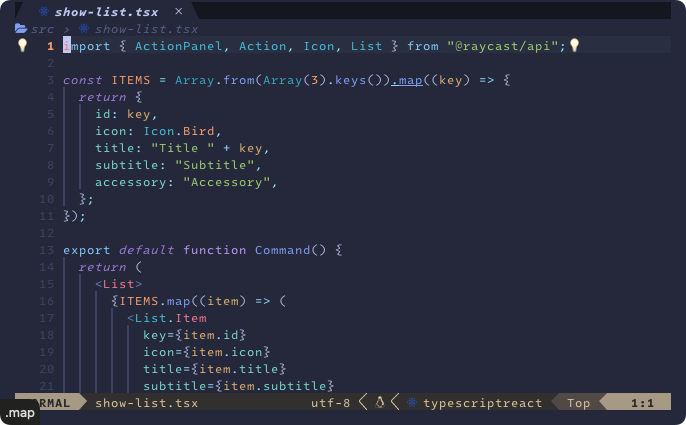 show-list.tsx ×
src › show-list.tsx
1 import { ActionPanel, Action, Icon, List } from "@raycast/api";
2
3 const ITEMS = Array.from(Array(3).keys()).map((key) => {
4 return {
5 id: key,
6 icon: Icon.Bird,
7 title: "Title " + key,
8 subtitle: "Subtitle",
9 accessory: "Accessory",
10 };
11 });
12
13 export default function Command() {
14 return (
15 <List>
16 {ITEMS.map((item) => (
17 <List.Item
18 key={item.id}
19 icon={item.icon}
20 title={item.title}
21 subtitle={item.subtitle}
RMAL show-list.tsx utf-8 typescriptreact Top 1:1
.map